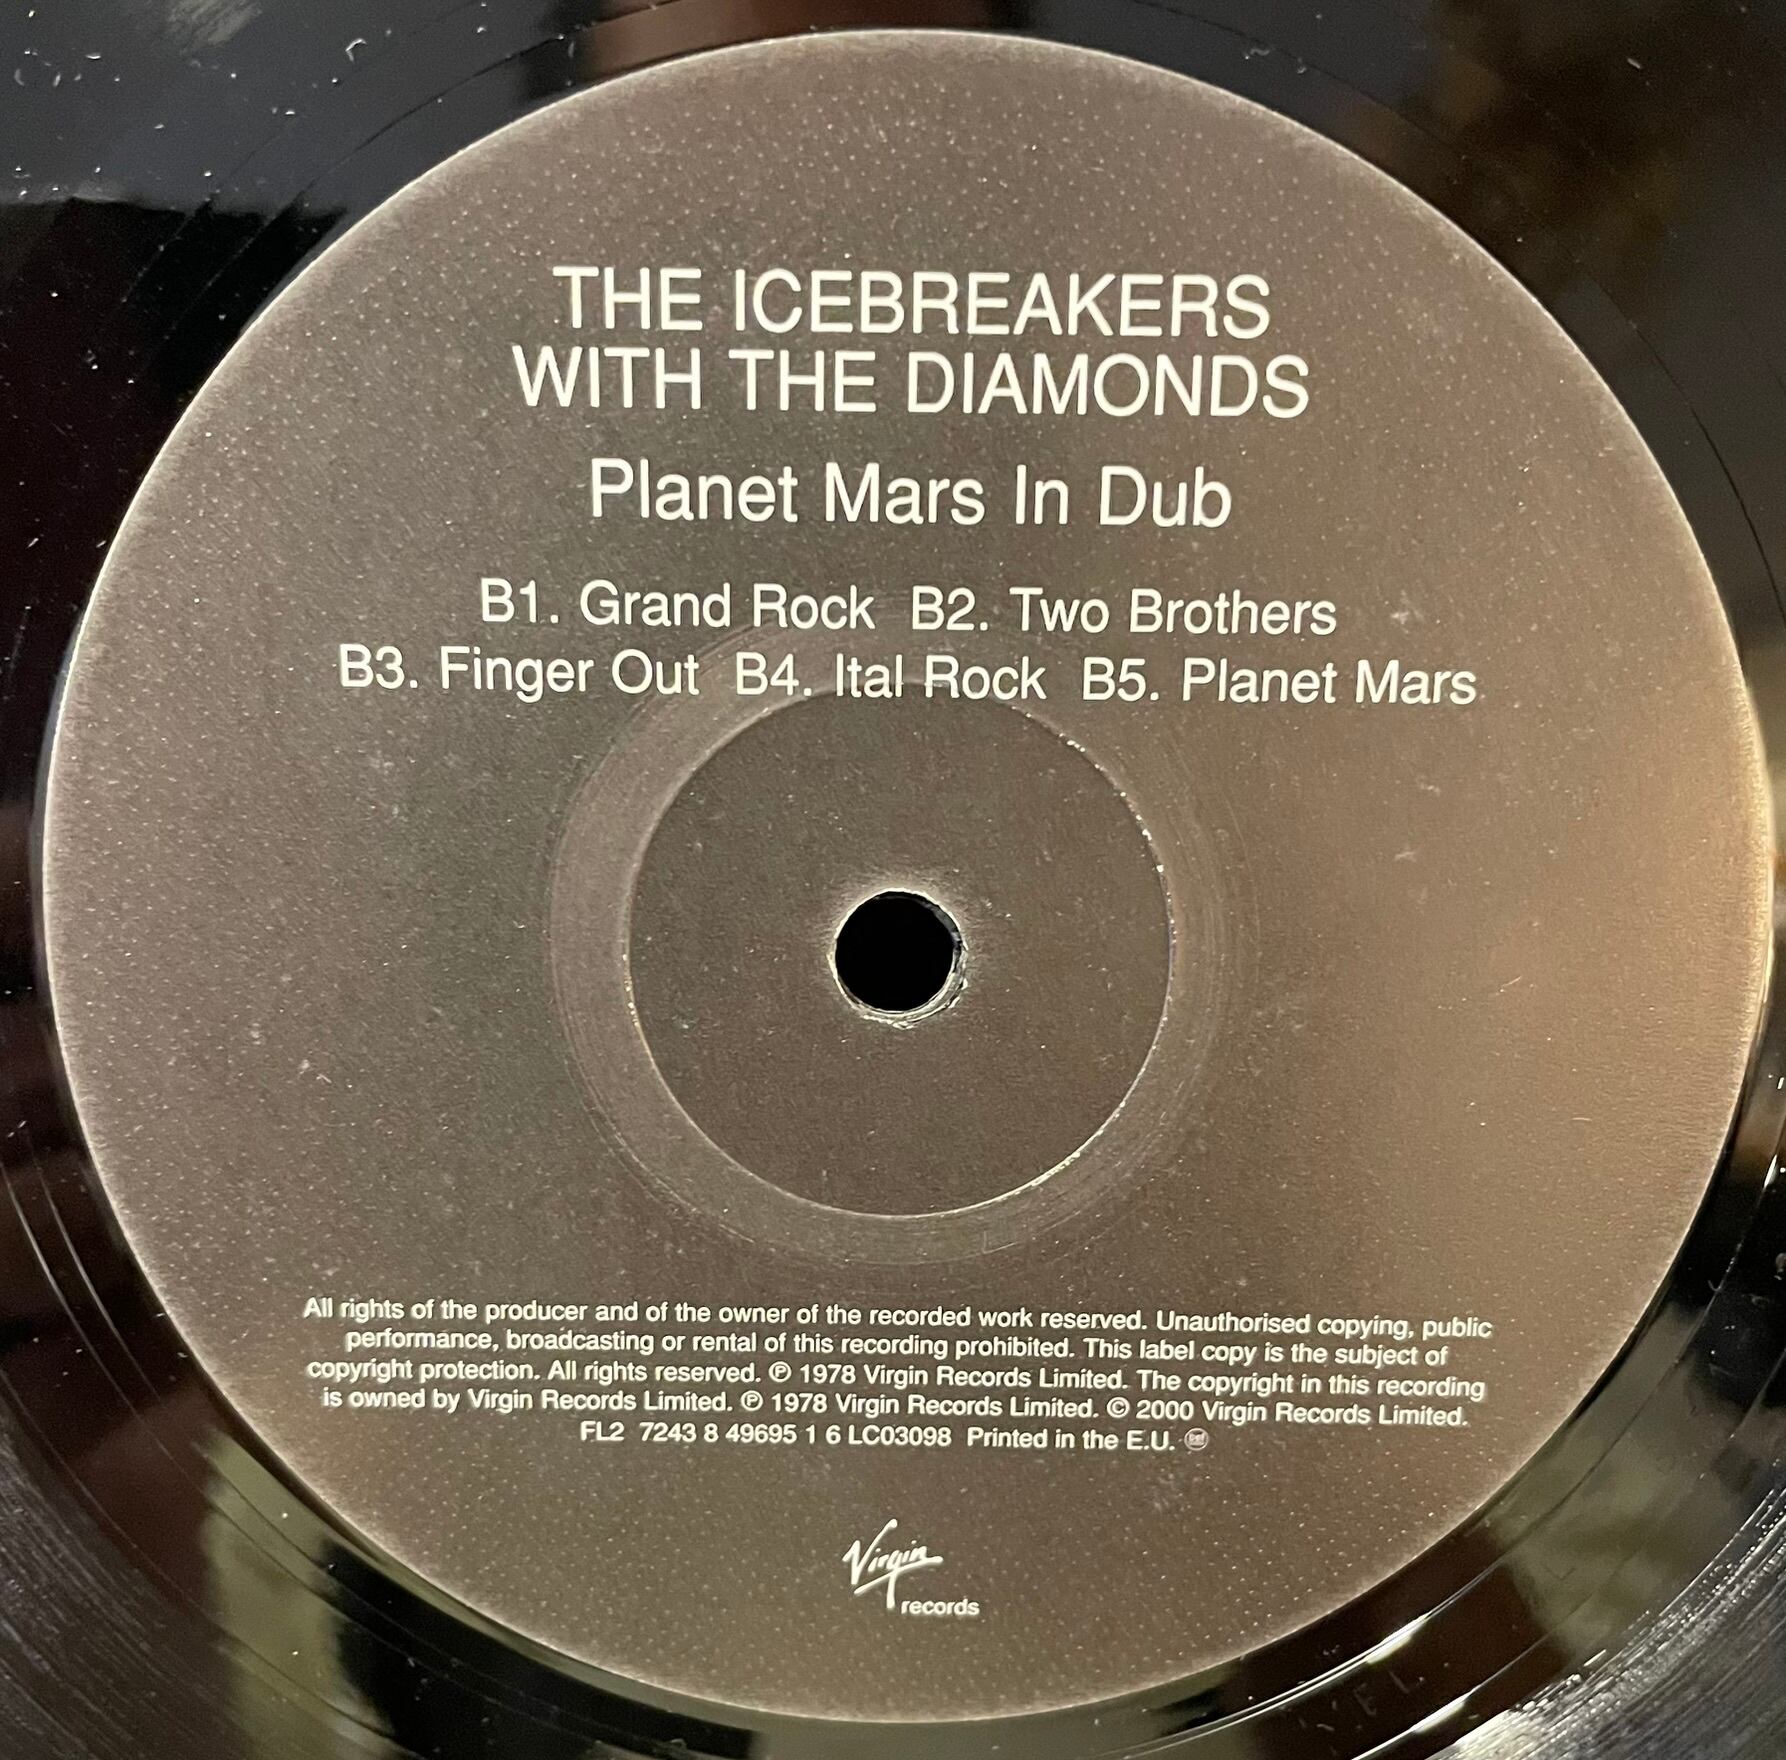 THE ICEBREAKERS
WITH THE DIAMONDS
Planet Mars In Dub
B1. Grand Rock B2. Two Brothers
B3. Finger Out B4. Ital Rock B5. Planet Mars
All rights of the producer and of the owner of the recorded work reserved. Unauthorised copying, public
performance, broadcasting or rental of this recording prohibited. This label copy is the subject of
copyright protection. All rights reserved. ℗ 1978 Virgin Records Limited. The copyright in this recording
is owned by Virgin Records Limited. ℗ 1978 Virgin Records Limited. © 2000 Virgin Records Limited.
FL2 7243 8 49695 1 6 LC03098 Printed in the E.U.
Virgin
records